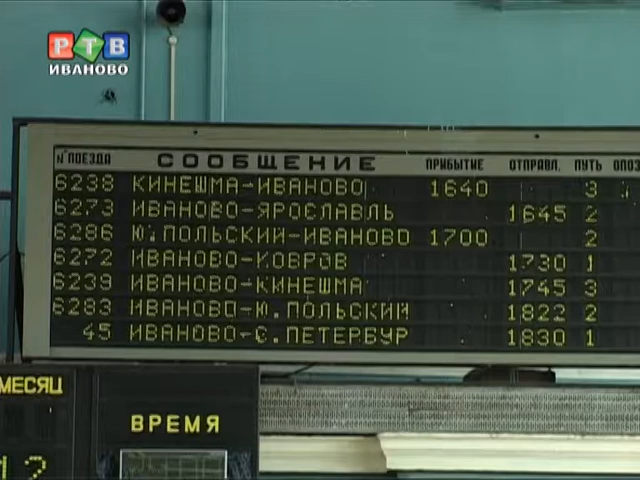 РТВ
ИВАНОВО
N° ПОЕЗДА СООБЩЕНИЕ ПРИБЫТИЕ ОТПРАВЛ. ПУТЬ ОПОЗ
6238 КИНЕШМА-ИВАНОВО 1640 3
6273 ИВАНОВО-ЯРОСЛАВЛЬ 1645 2
6286 Ю.ПОЛЬСКИЙ-ИВАНОВО 1700 2
6272 ИВАНОВО-КОВРОВ 1730 1
6239 ИВАНОВО-КИНЕШМА 1745 3
6283 ИВАНОВО-Ю.ПОЛЬСКИЙ 1822 2
45 ИВАНОВО-С.ПЕТЕРБУР 1830 1
МЕСЯЦ
ВРЕМЯ
12